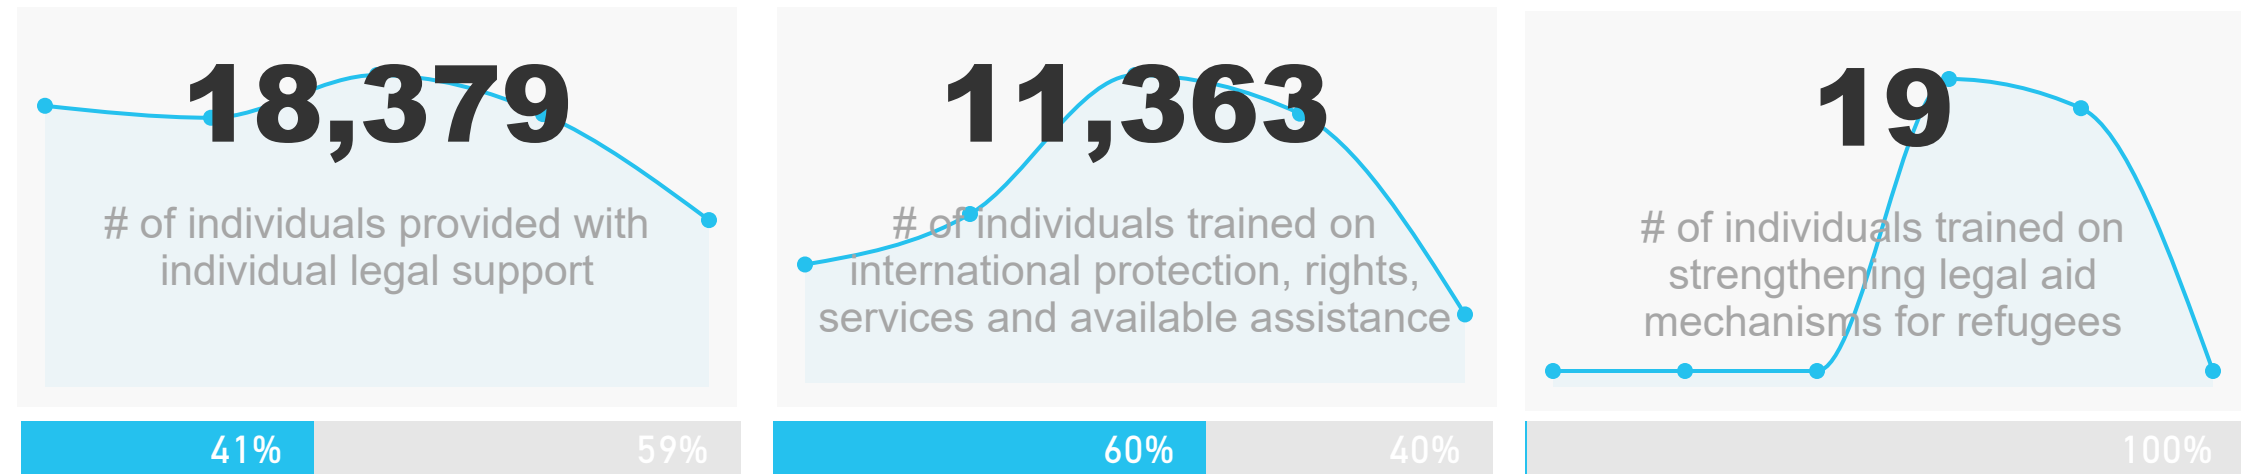 18,379
# of individuals provided with
individual legal support
41%
59%
11,363
# of individuals trained on
international protection, rights,
services and available assistance
60%
40%
19
# of individuals trained on
strengthening legal aid
mechanisms for refugees
100%